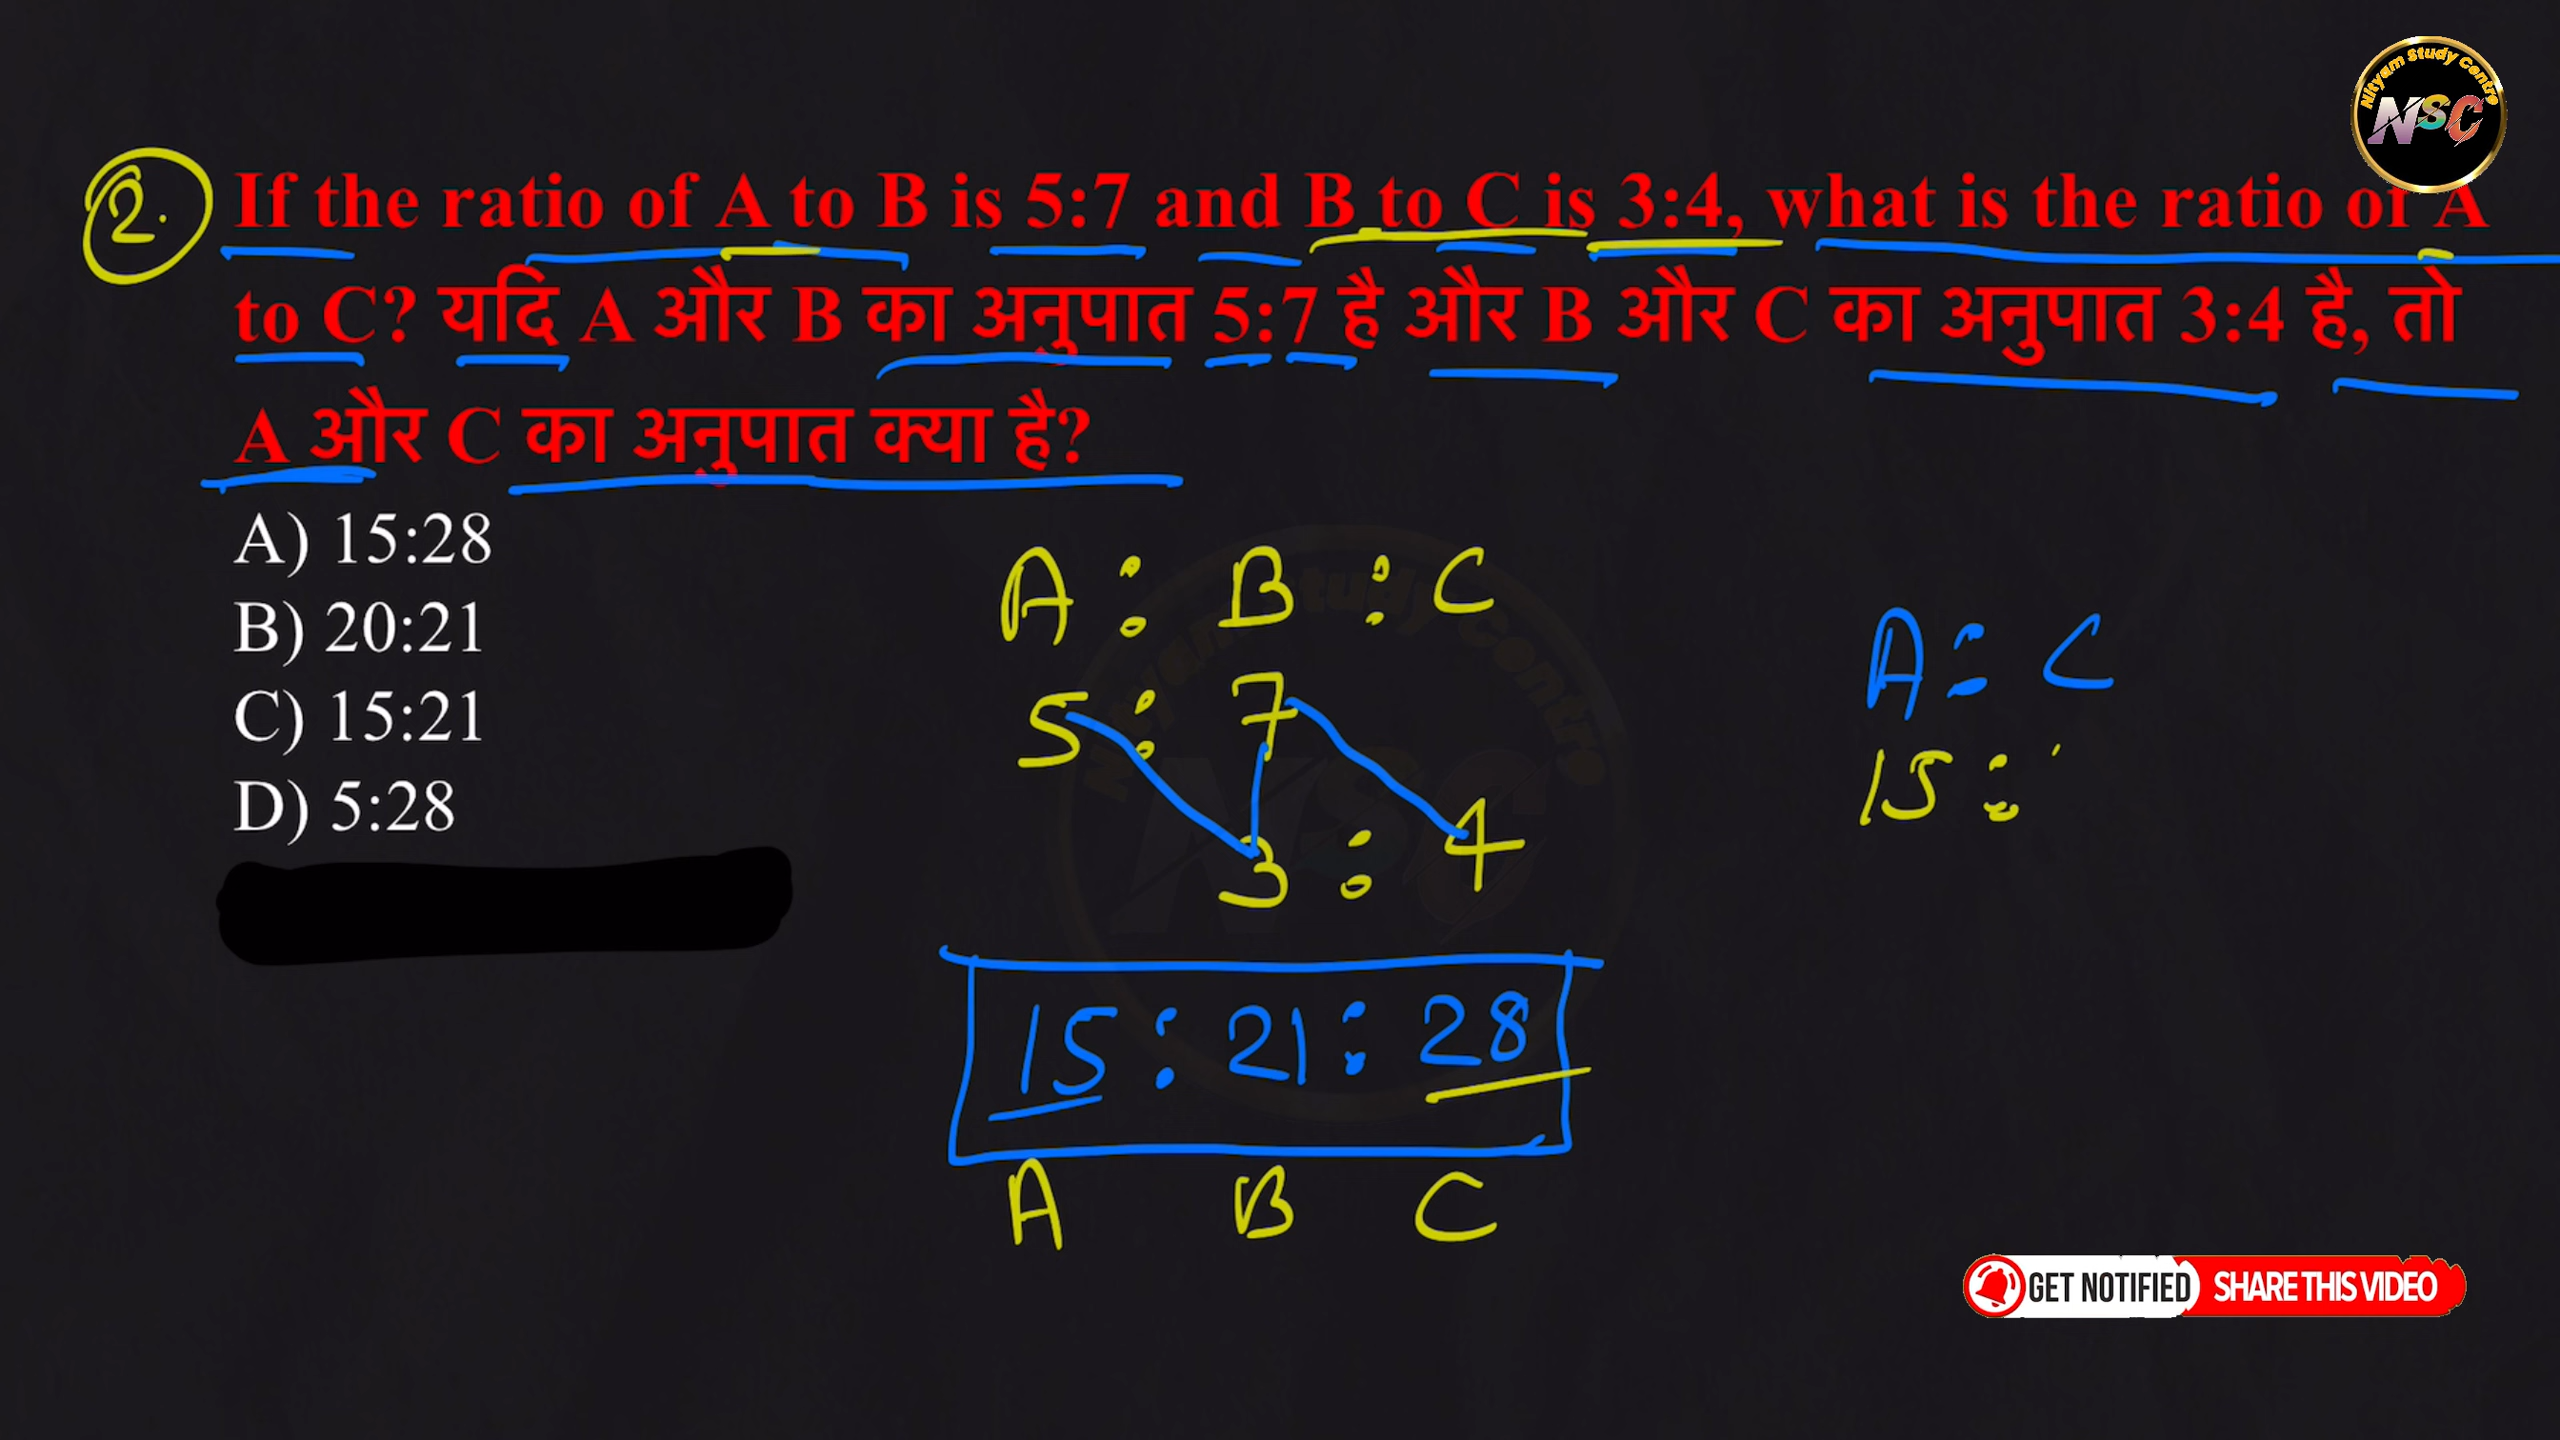 Nityam Study Centre
NSC
2.
If the ratio of A to B is 5:7 and B to C is 3:4, what is the ratio of A
to C? यदि A और B का अनुपात 5:7 है और B और C का अनुपात 3:4 है, तो
A और C का अनुपात क्या है?
A) 15:28
B) 20:21
C) 15:21
D) 5:28
A : B : C
5 : 7
3 : 4
15 : 21 : 28
A B C
A : C
15 :
GET NOTIFIED SHARE THIS VIDEO